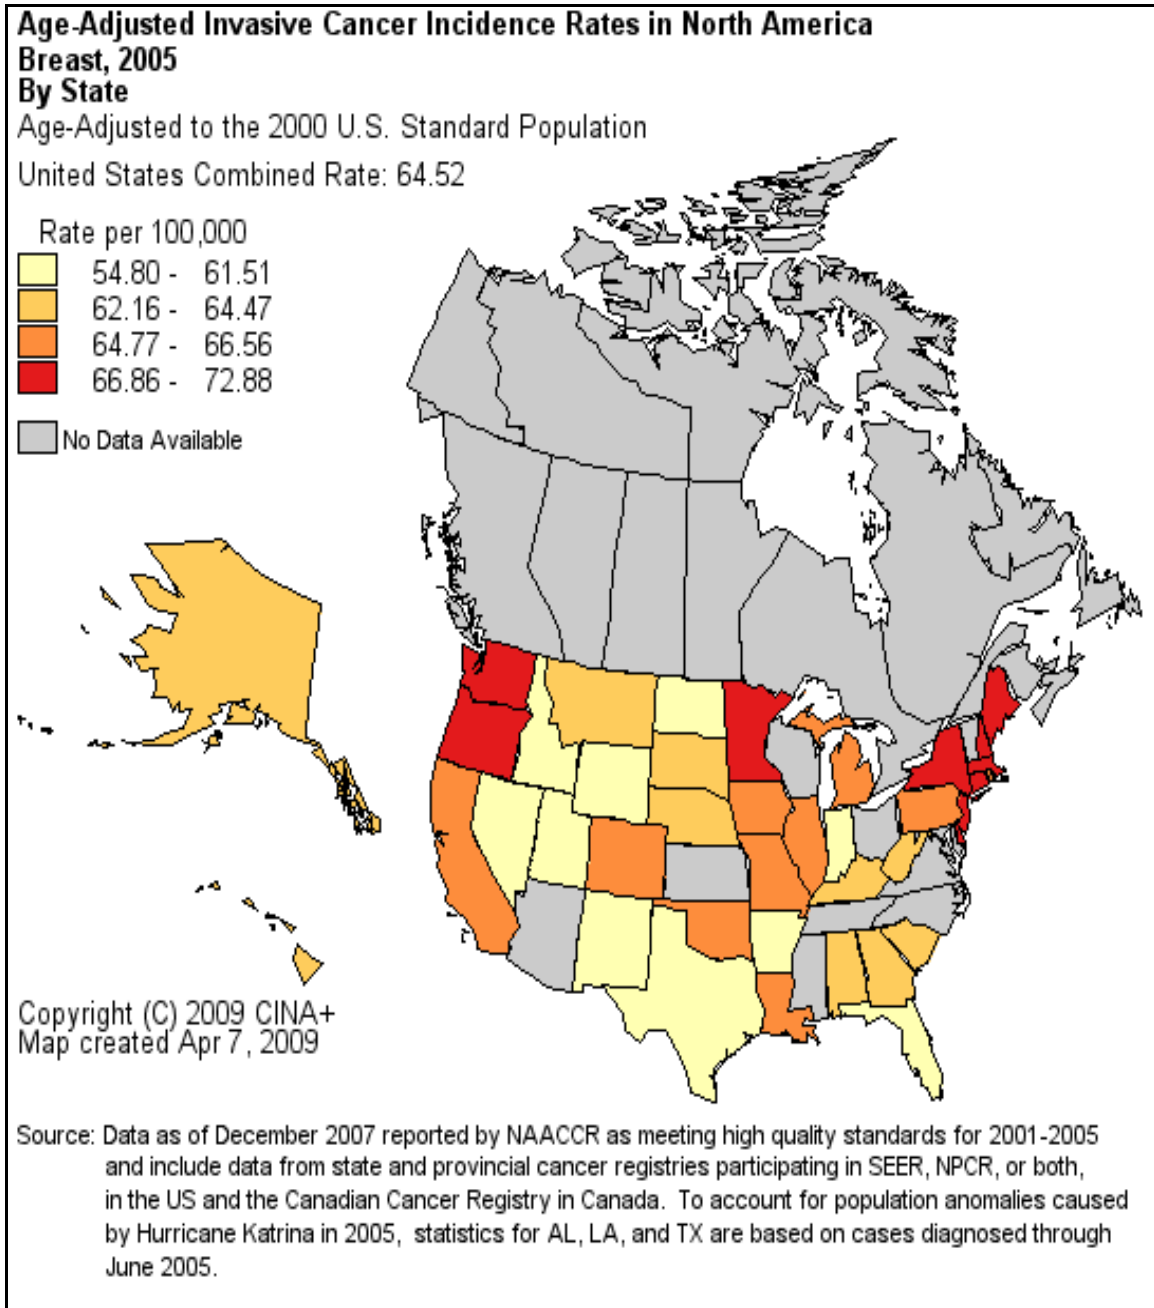 Age-Adjusted Invasive Cancer Incidence Rates in North America
Breast, 2005
By State
Age-Adjusted to the 2000 U.S. Standard Population
United States Combined Rate: 64.52
Rate per 100,000
54.80 - 61.51
62.16 - 64.47
64.77 - 66.56
66.86 - 72.88
No Data Available
Copyright (C) 2009 CINA+
Map created Apr 7, 2009
Source: Data as of December 2007 reported by NAACCR as meeting high quality standards for 2001-2005
and include data from state and provincial cancer registries participating in SEER, NPCR, or both,
in the US and the Canadian Cancer Registry in Canada. To account for population anomalies caused
by Hurricane Katrina in 2005, statistics for AL, LA, and TX are based on cases diagnosed through
June 2005.